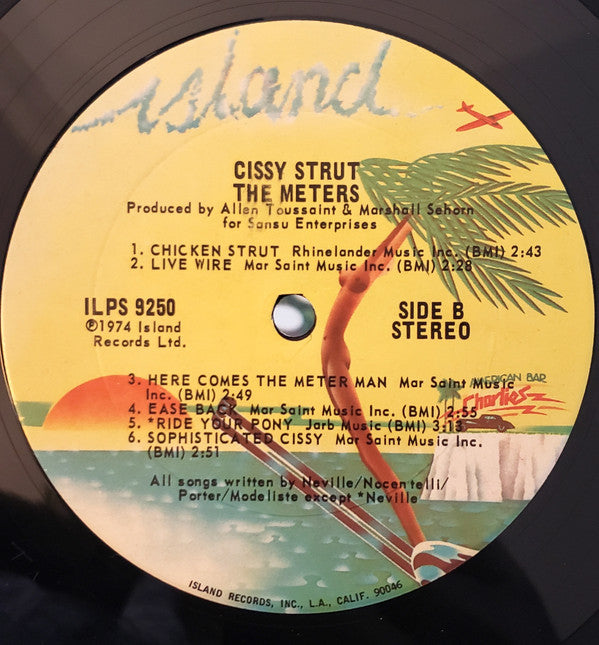 island
CISSY STRUT
THE METERS
Produced by Allen Toussaint & Marshall Sehorn
for Sansu Enterprises
1. CHICKEN STRUT Rhinelander Music Inc. (BMI) 2:43
2. LIVE WIRE Mar Saint Music Inc. (BMI) 2:28
ILPS 9250
℗1974 Island
Records Ltd.
SIDE B
STEREO
3. HERE COMES THE METER MAN Mar Saint Music
Inc. (BMI) 2:49
4. EASE BACK Mar Saint Music Inc. (BMI) 2:55
5. *RIDE YOUR PONY Jarb Music (BMI) 3:13
6. SOPHISTICATED CISSY Mar Saint Music Inc.
(BMI) 2:51
AMERICAN BAR
Charlies
All songs written by Neville/Nocentelli/
Porter/Modeliste except *Neville
ISLAND RECORDS, INC., L.A., CALIF. 90046